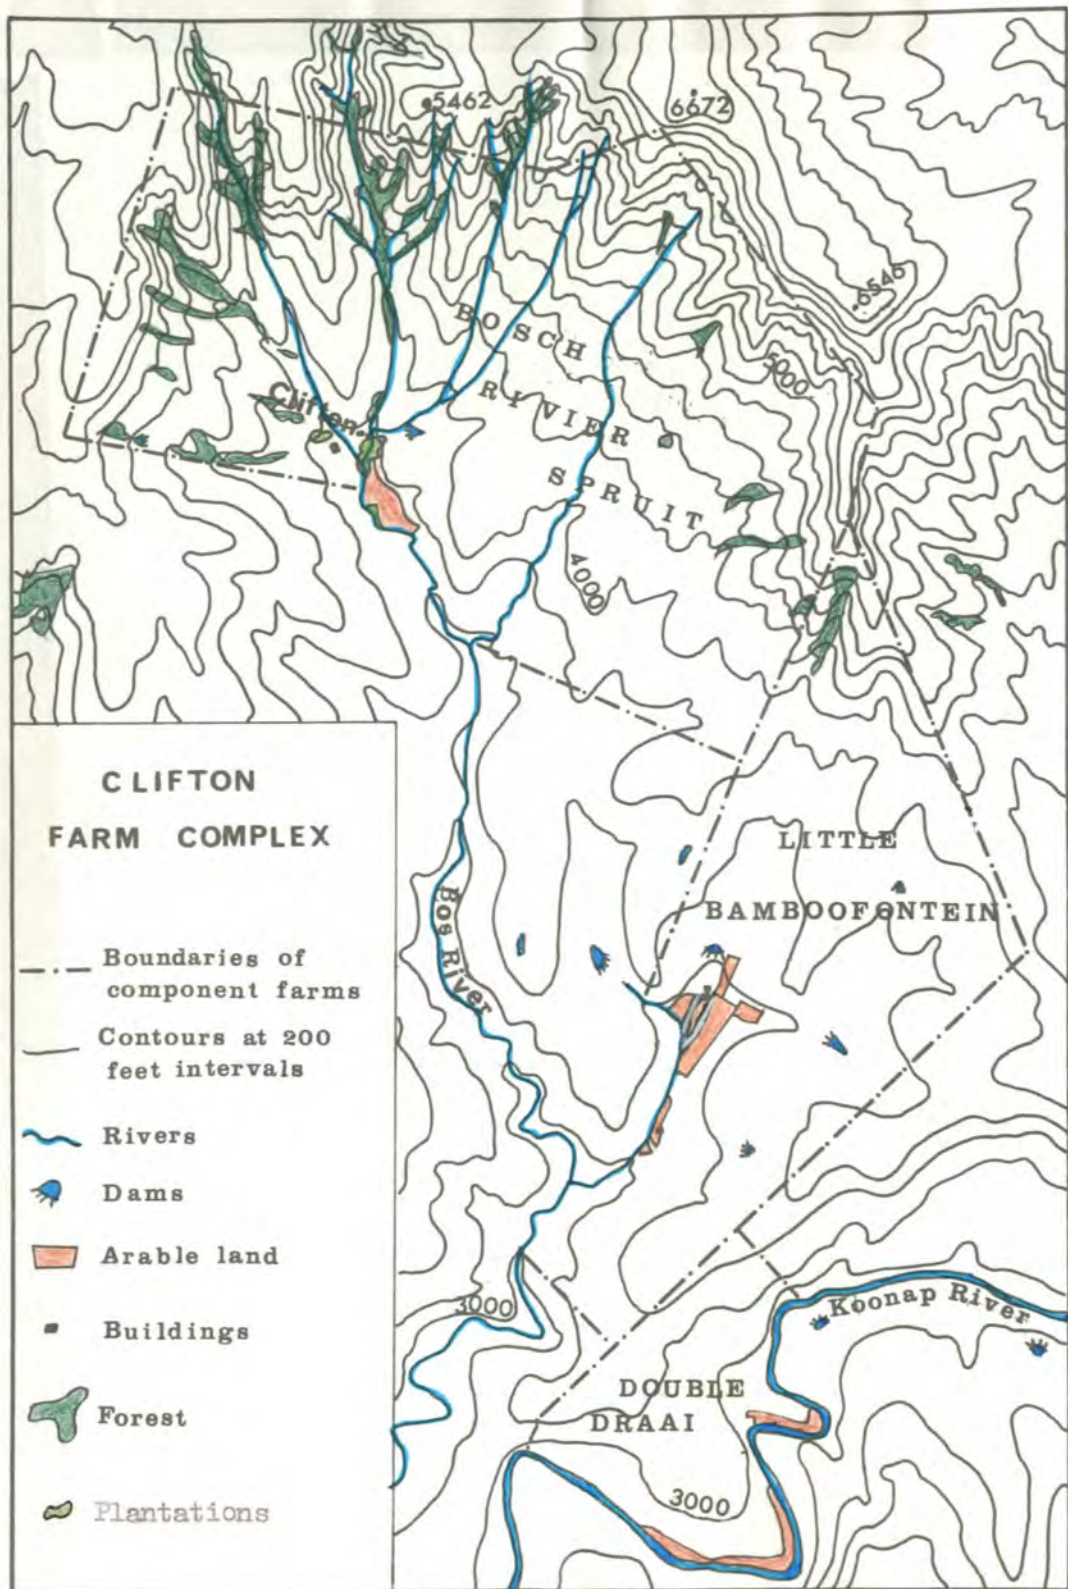 5462
6672
6546
BOSCH
RIVIER
SPRUIT
5000
Clifton
4000
CLIFTON
FARM COMPLEX
Boundaries of
component farms
Contours at 200
feet intervals
Rivers
Dams
Arable land
Buildings
Forest
Plantations
LITTLE
BAMBOOFONTEIN
Bos River
3000
Koonap River
DOUBLE
DRAAI
3000